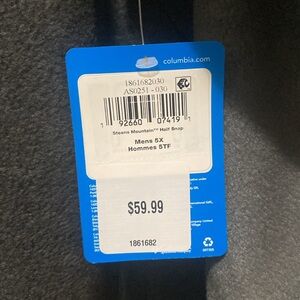 columbia.com
1861682030
AS0251 - 030
1 92660 07419 1
Steens Mountain™ Half Snap
Mens 5X
Hommes 5TF
$59.99
1861682